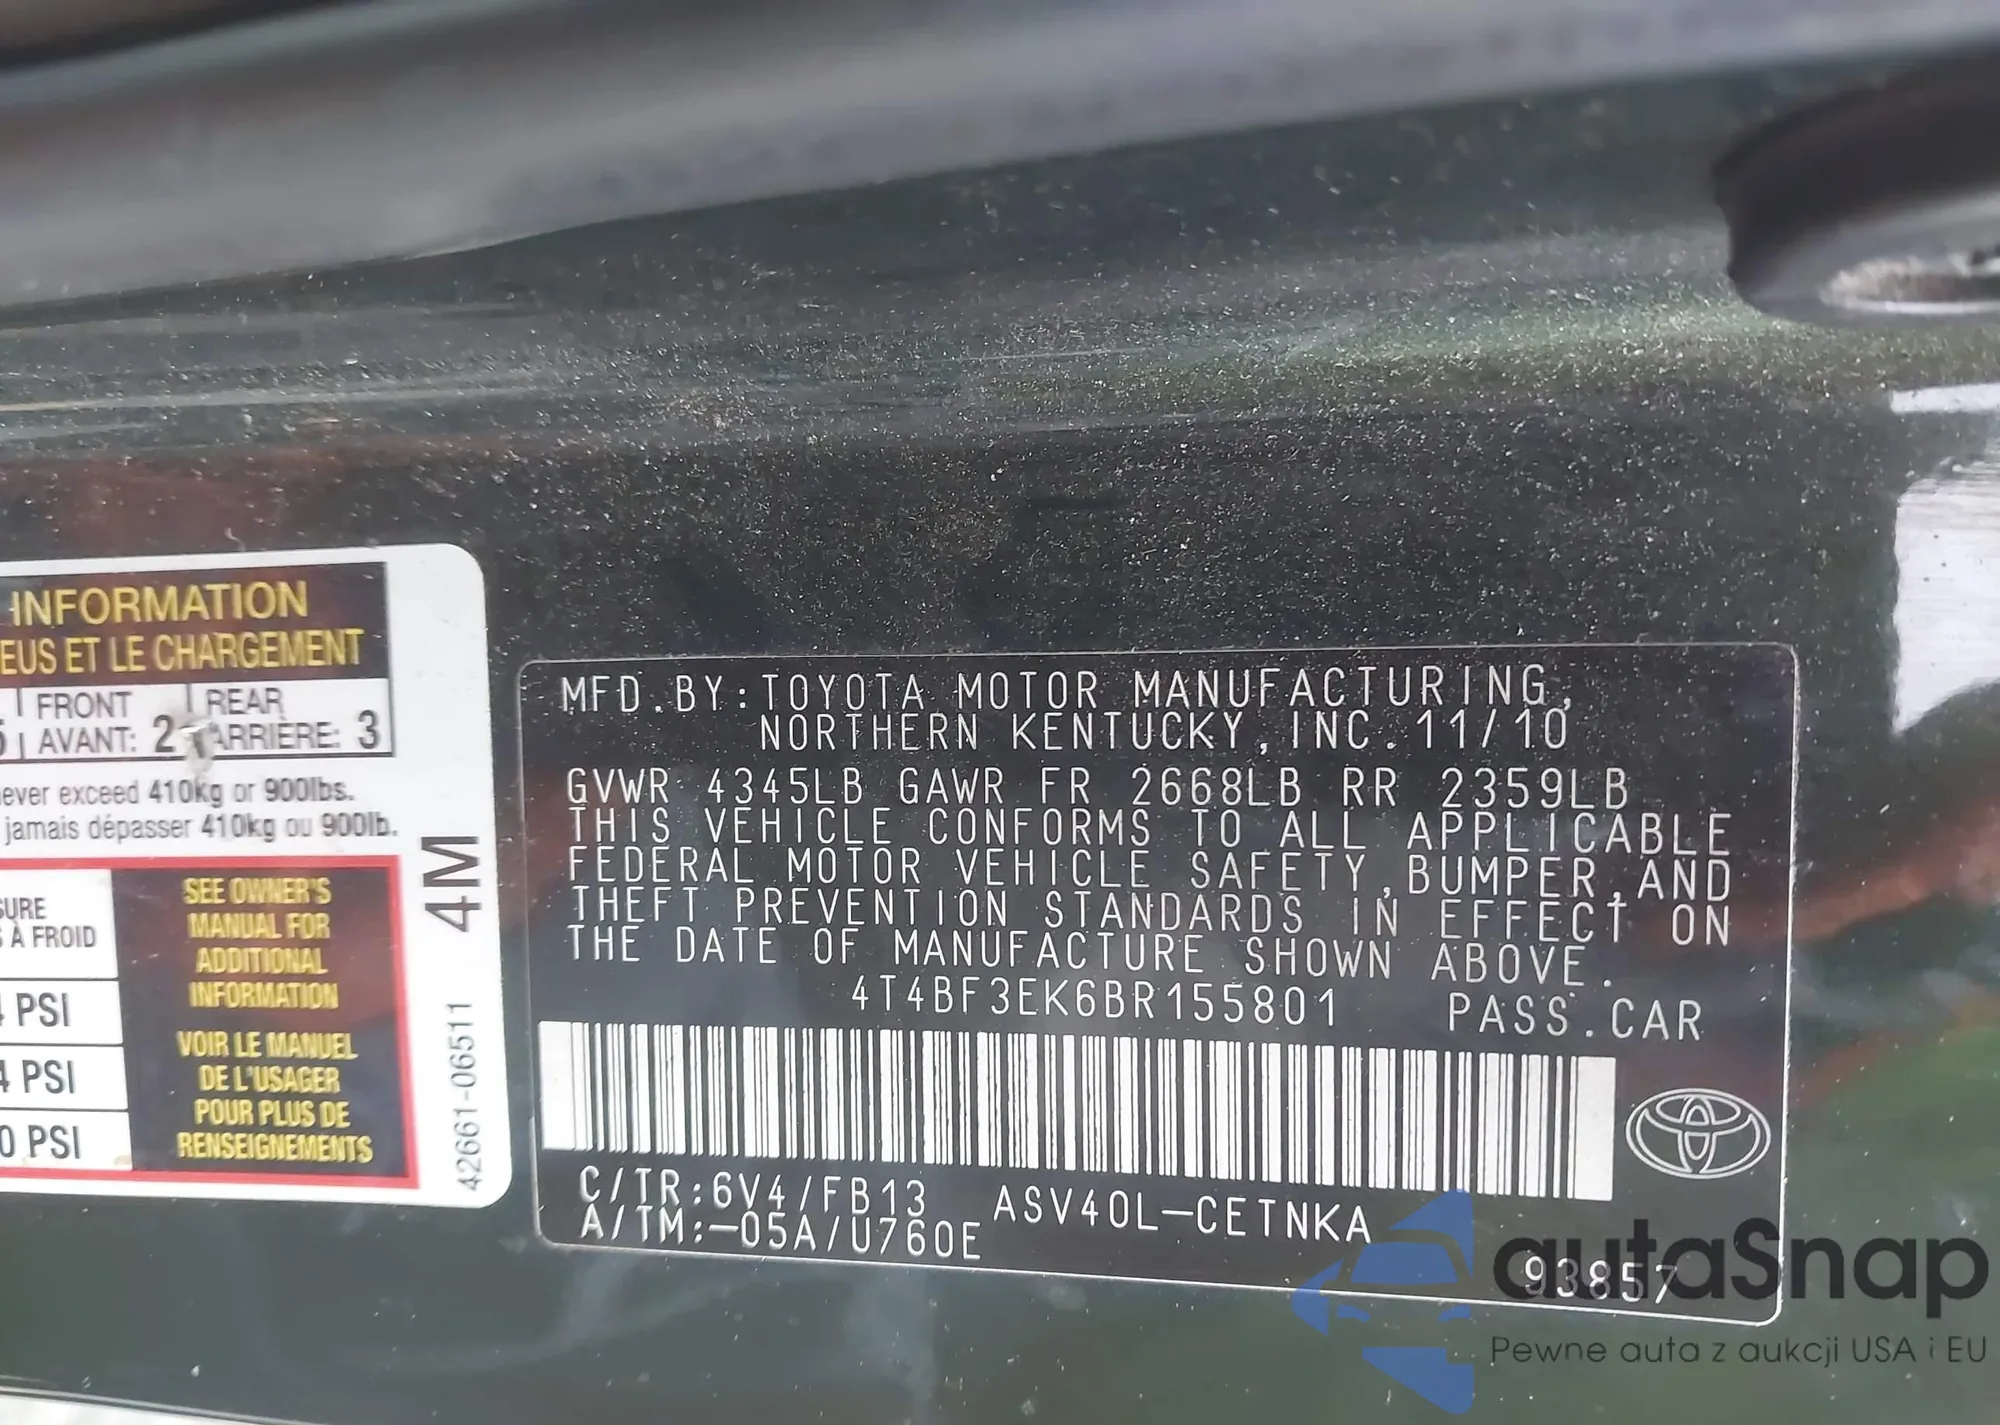 INFORMATION
EUS ET LE CHARGEMENT
FRONT REAR
AVANT: 2 ARRIÈRE: 3
never exceed 410kg or 900lbs.
jamais dépasser 410kg ou 900lb.
4M
42661-06511
À FROID
PSI
4 PSI
0 PSI
SEE OWNER'S
MANUAL FOR
ADDITIONAL
INFORMATION
VOIR LE MANUEL
DE L'USAGER
POUR PLUS DE
RENSEIGNEMENTS
MFD.BY:TOYOTA MOTOR MANUFACTURING,
NORTHERN KENTUCKY,INC.11/10
GVWR 4345LB GAWR FR 2668LB RR 2359LB
THIS VEHICLE CONFORMS TO ALL APPLICABLE
FEDERAL MOTOR VEHICLE SAFETY,BUMPER,AND
THEFT PREVENTION STANDARDS IN EFFECT ON
THE DATE OF MANUFACTURE SHOWN ABOVE.
4T4BF3EK6BR155801 PASS.CAR
C/TR:6V4/FB13 ASV40L-CETNKA
A/TM:-05A/U760E
93857
autaSnap
Pewne auta z aukcji USA i EU